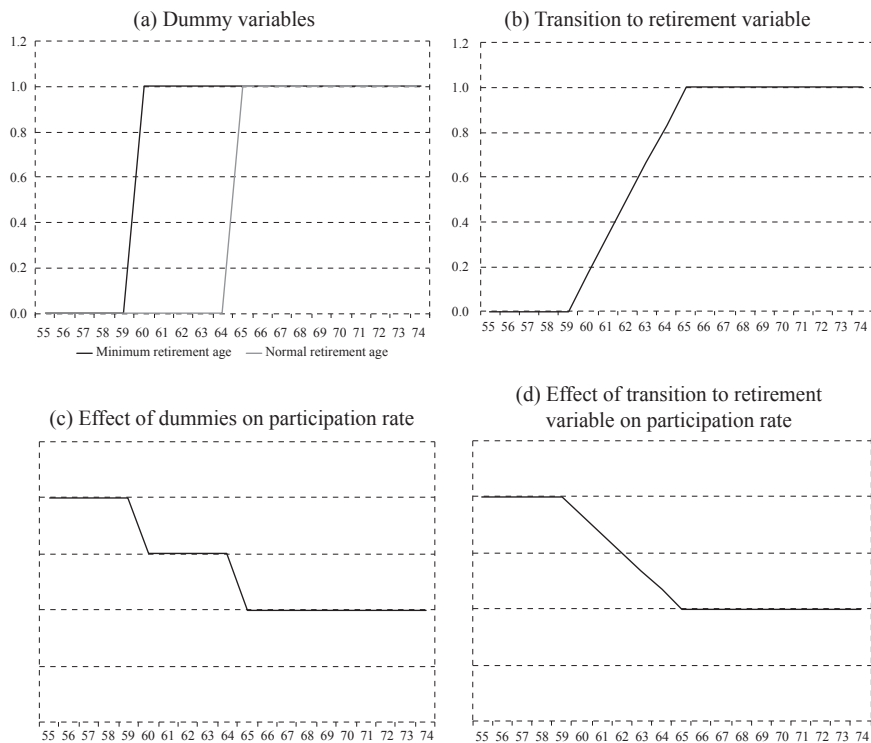 (a) Dummy variables
1.2
1.0
0.8
0.6
0.4
0.2
0.0
55 56 57 58 59 60 61 62 63 64 65 66 67 68 69 70 71 72 73 74
Minimum retirement age Normal retirement age
(b) Transition to retirement variable
1.2
1.0
0.8
0.6
0.4
0.2
0.0
55 56 57 58 59 60 61 62 63 64 65 66 67 68 69 70 71 72 73 74
(c) Effect of dummies on participation rate
55 56 57 58 59 60 61 62 63 64 65 66 67 68 69 70 71 72 73 74
(d) Effect of transition to retirement
variable on participation rate
55 56 57 58 59 60 61 62 63 64 65 66 67 68 69 70 71 72 73 74